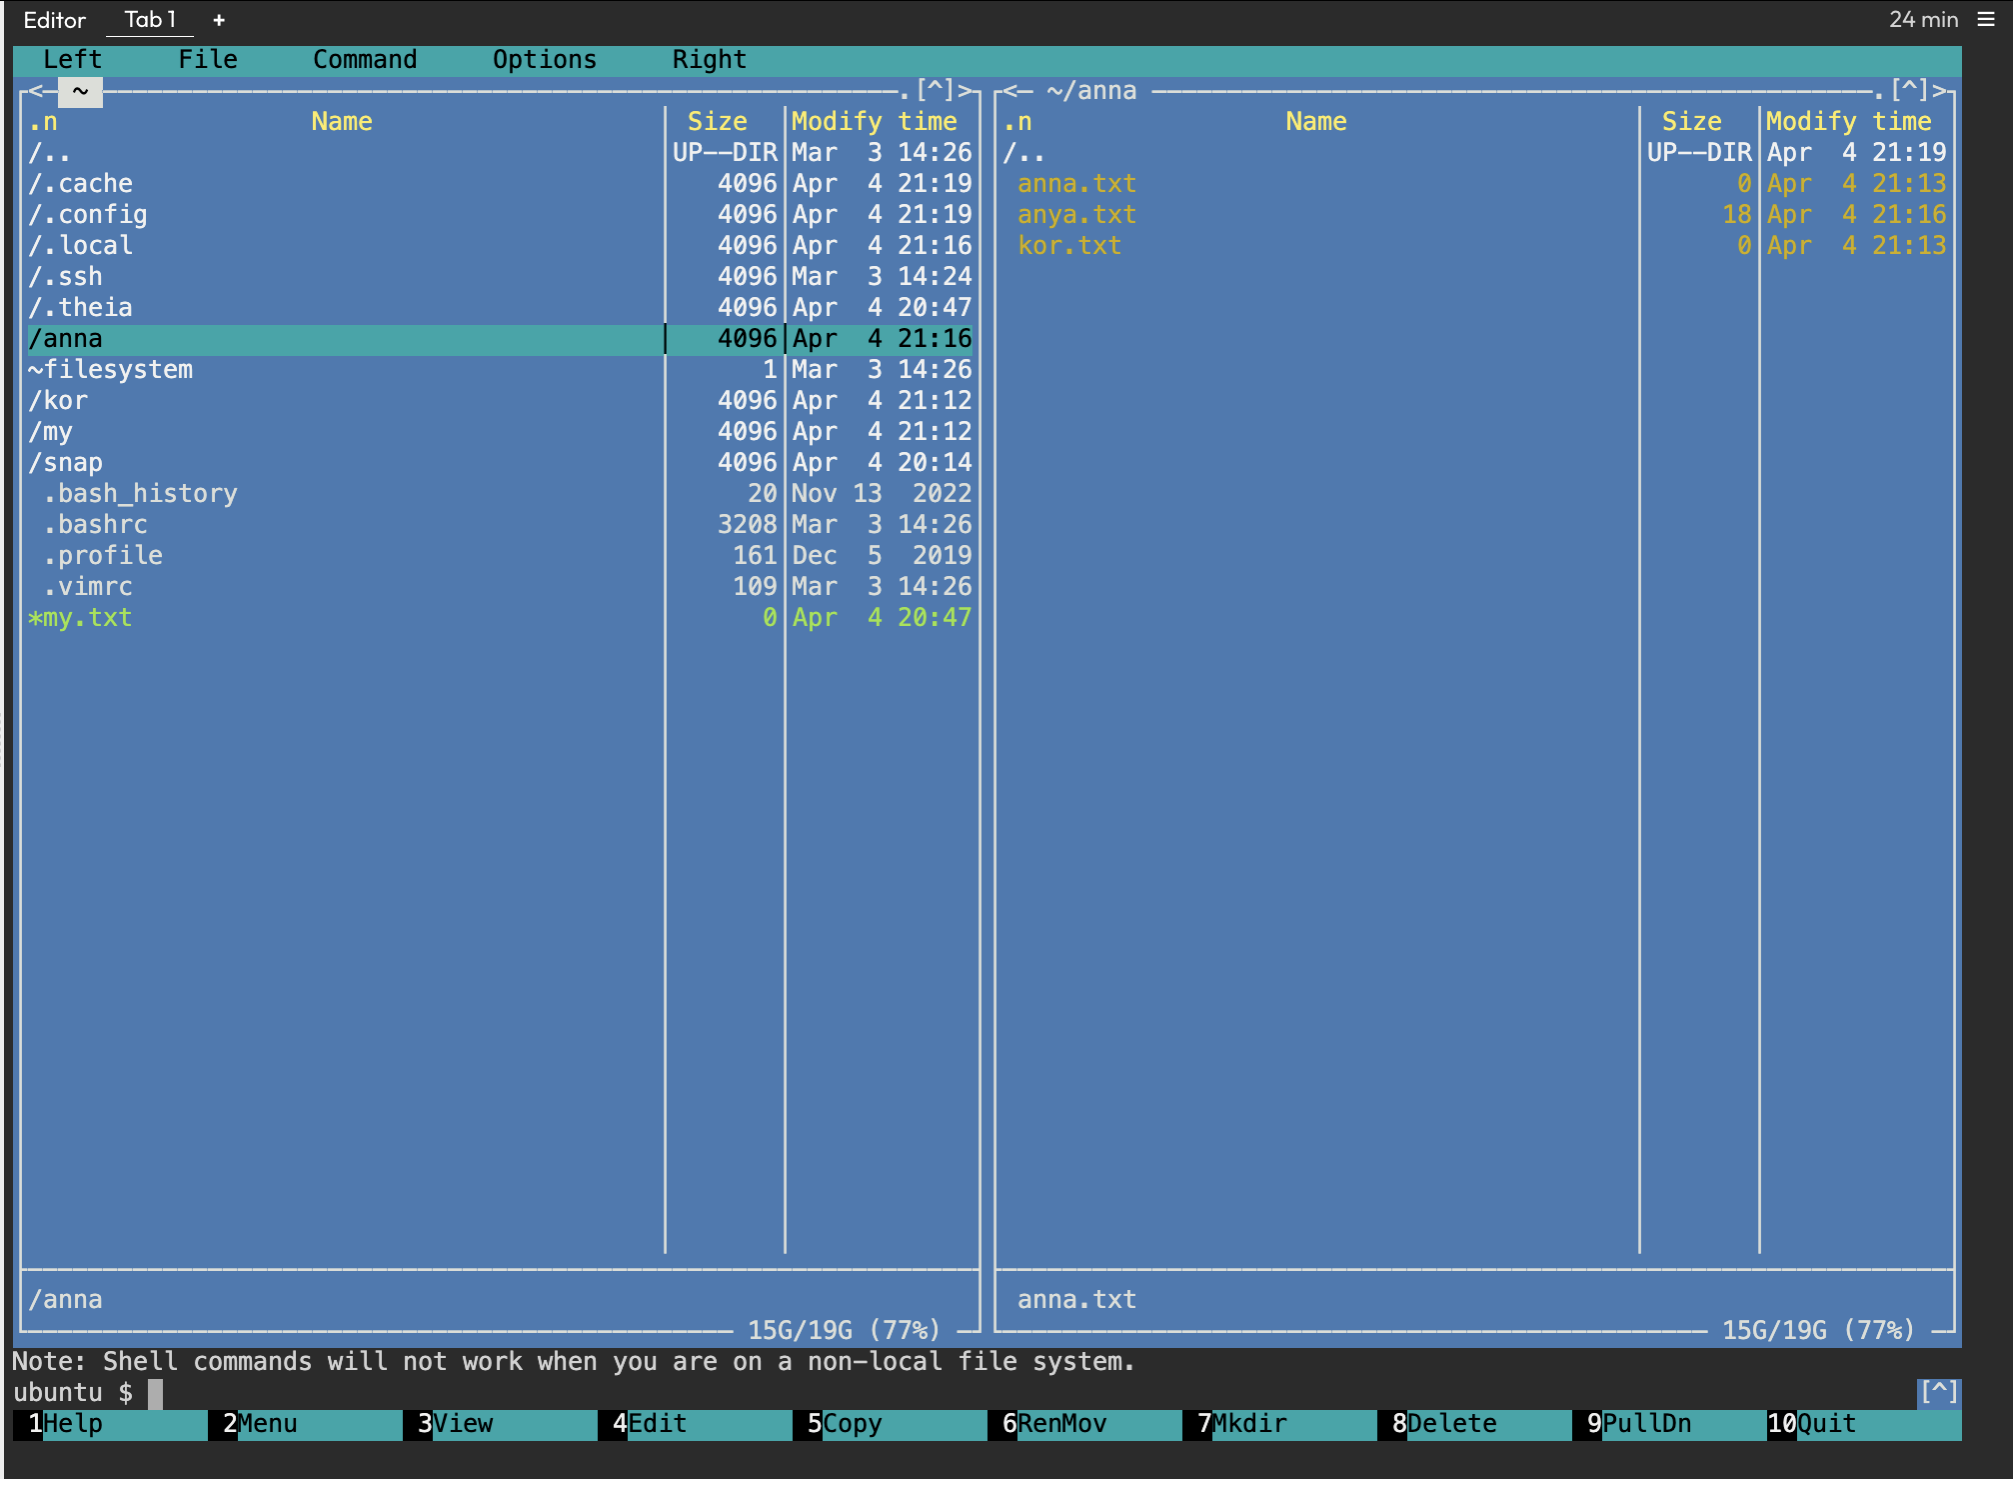 Editor Tab 1 + 24 min ☰
Left File Command Options Right
<─ ~ .[^]> <─ ~/anna .[^]>
.n Name Size Modify time .n Name Size Modify time
/.. UP--DIR Mar 3 14:26 /.. UP--DIR Apr 4 21:19
/.cache 4096 Apr 4 21:19 anna.txt 0 Apr 4 21:13
/.config 4096 Apr 4 21:19 anya.txt 18 Apr 4 21:16
/.local 4096 Apr 4 21:16 kor.txt 0 Apr 4 21:13
/.ssh 4096 Mar 3 14:24
/.theia 4096 Apr 4 20:47
/anna 4096 Apr 4 21:16
~filesystem 1 Mar 3 14:26
/kor 4096 Apr 4 21:12
/my 4096 Apr 4 21:12
/snap 4096 Apr 4 20:14
.bash_history 20 Nov 13 2022
.bashrc 3208 Mar 3 14:26
.profile 161 Dec 5 2019
.vimrc 109 Mar 3 14:26
*my.txt 0 Apr 4 20:47
/anna anna.txt
15G/19G (77%) 15G/19G (77%)
Note: Shell commands will not work when you are on a non-local file system.
ubuntu $ [^]
1Help 2Menu 3View 4Edit 5Copy 6RenMov 7Mkdir 8Delete 9PullDn 10Quit